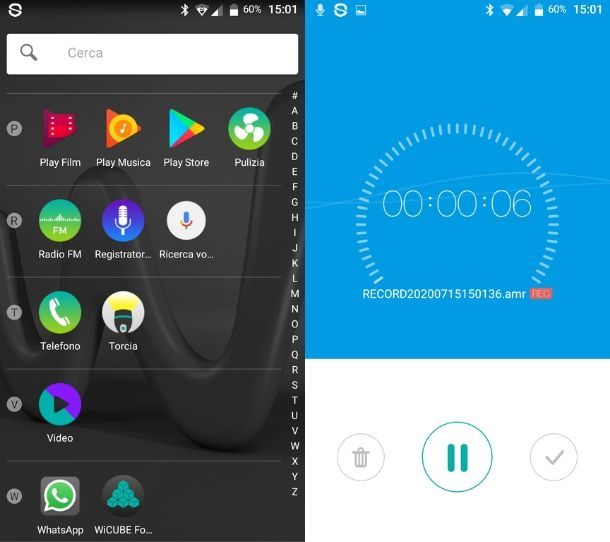 60% 15:01
Cerca
P
Play Film Play Musica Play Store Pulizia
R
FM
Radio FM Registrator... Ricerca vo...
T
Telefono Torcia
V
Video
W
WhatsApp WiCUBE Fo...
#
A
B
C
D
E
F
G
H
I
J
K
L
M
N
O
P
Q
R
S
T
U
V
W
X
Y
Z
60% 15:01
00:00:06
RECORD20200715150136.amr REC